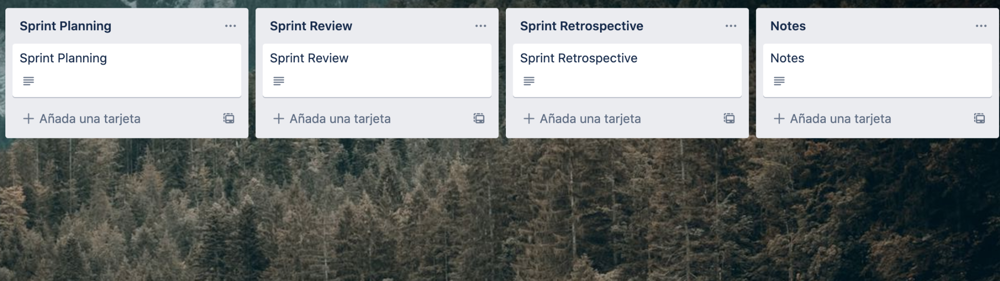 Sprint Planning
Sprint Planning
Añada una tarjeta
Sprint Review
Sprint Review
Añada una tarjeta
Sprint Retrospective
Sprint Retrospective
Añada una tarjeta
Notes
Notes
Añada una tarjeta